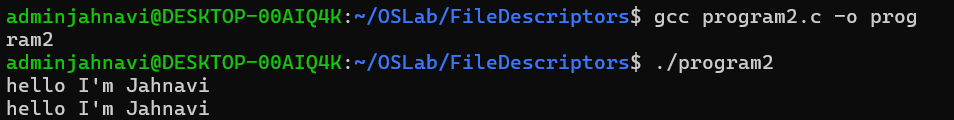 adminjahnavi@DESKTOP-00AIQ4K:~/OSLab/FileDescriptors$ gcc program2.c -o prog
ram2
adminjahnavi@DESKTOP-00AIQ4K:~/OSLab/FileDescriptors$ ./program2
hello I'm Jahnavi
hello I'm Jahnavi